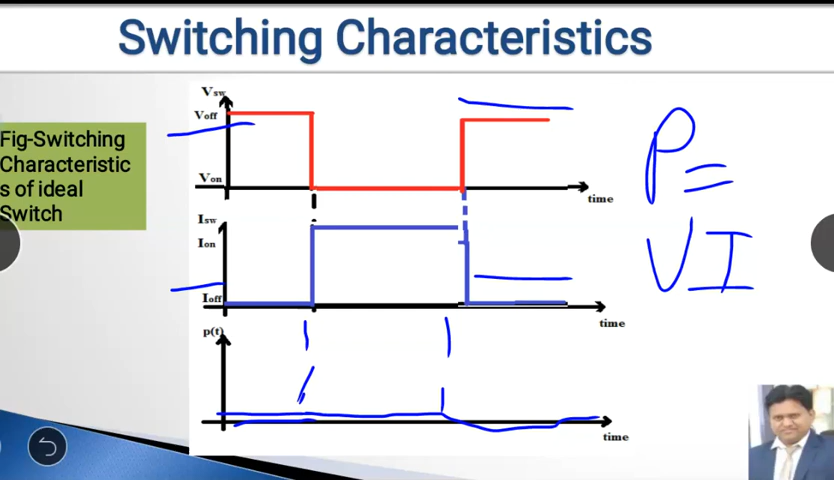 Switching Characteristics
Fig-Switching
Characteristic
s of ideal
Switch
Vsw
Voff
Von
time
Isw
Ion
Ioff
time
p(t)
time
P =
VI